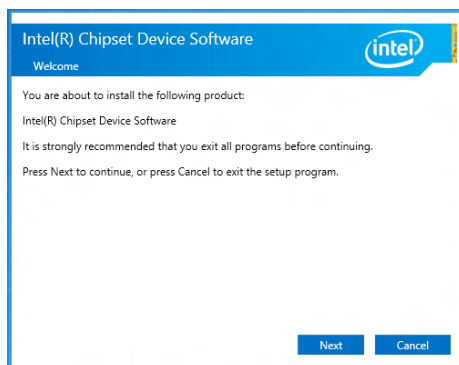 Intel(R) Chipset Device Software
intel
Welcome
You are about to install the following product:
Intel(R) Chipset Device Software
It is strongly recommended that you exit all programs before continuing.
Press Next to continue, or press Cancel to exit the setup program.
Next
Cancel